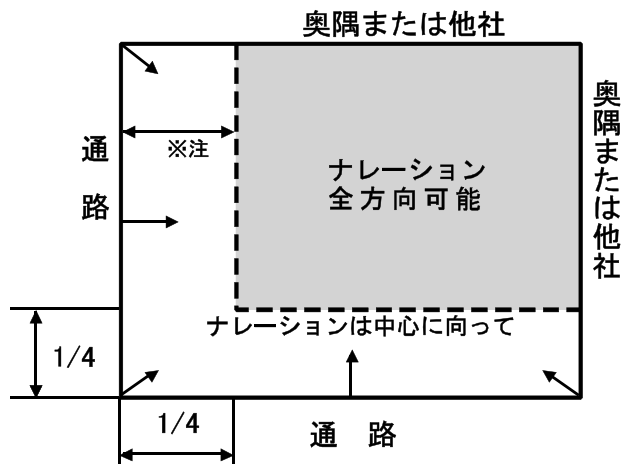 奥隅または他社
※注
通路
ナレーション
全方向可能
奥隅または他社
ナレーションは中心に向って
1/4
1/4
通 路